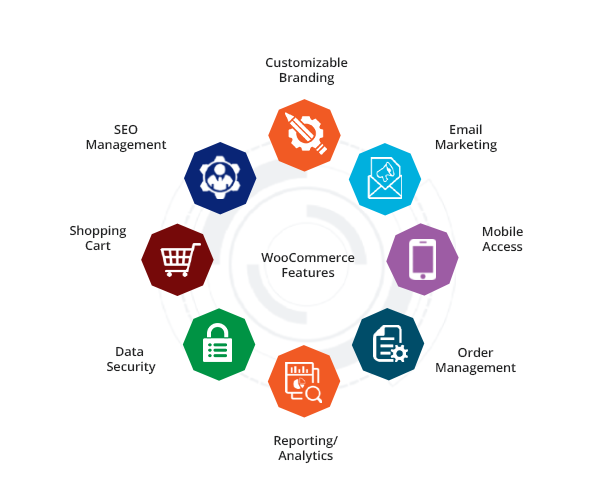 Customizable
Branding
SEO
Management
Email
Marketing
Shopping
Cart
Mobile
Access
WooCommerce
Features
Data
Security
Order
Management
Reporting/
Analytics